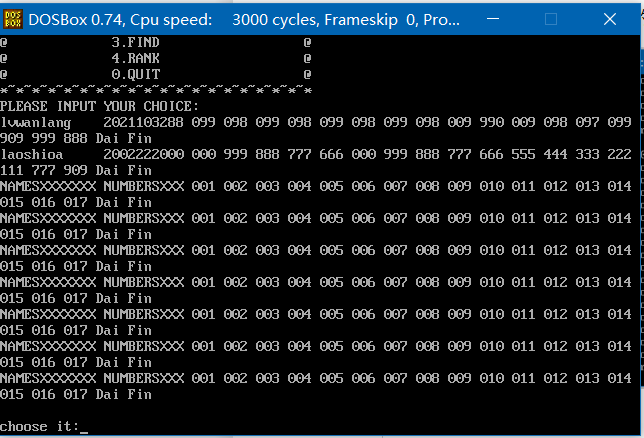 DOSBox 0.74, Cpu speed: 3000 cycles, Frameskip 0, Pro...
@ 3.FIND @
@ 4.RANK @
@ 0.QUIT @
*~*~*~*~*~*~*~*~*~*~*~*~*~*~*~*~*~*~*~*
PLEASE INPUT YOUR CHOICE:
lvwanlang 2021103288 099 098 099 098 099 098 099 098 009 990 009 098 097 099
909 999 888 Dai Fin
laoshioa 2002222000 000 999 888 777 666 000 999 888 777 666 555 444 333 222
111 777 909 Dai Fin
NAMESXXXXXXX NUMBERSXXX 001 002 003 004 005 006 007 008 009 010 011 012 013 014
015 016 017 Dai Fin
NAMESXXXXXXX NUMBERSXXX 001 002 003 004 005 006 007 008 009 010 011 012 013 014
015 016 017 Dai Fin
NAMESXXXXXXX NUMBERSXXX 001 002 003 004 005 006 007 008 009 010 011 012 013 014
015 016 017 Dai Fin
NAMESXXXXXXX NUMBERSXXX 001 002 003 004 005 006 007 008 009 010 011 012 013 014
015 016 017 Dai Fin
NAMESXXXXXXX NUMBERSXXX 001 002 003 004 005 006 007 008 009 010 011 012 013 014
015 016 017 Dai Fin
NAMESXXXXXXX NUMBERSXXX 001 002 003 004 005 006 007 008 009 010 011 012 013 014
015 016 017 Dai Fin
NAMESXXXXXXX NUMBERSXXX 001 002 003 004 005 006 007 008 009 010 011 012 013 014
015 016 017 Dai Fin
choose it:_